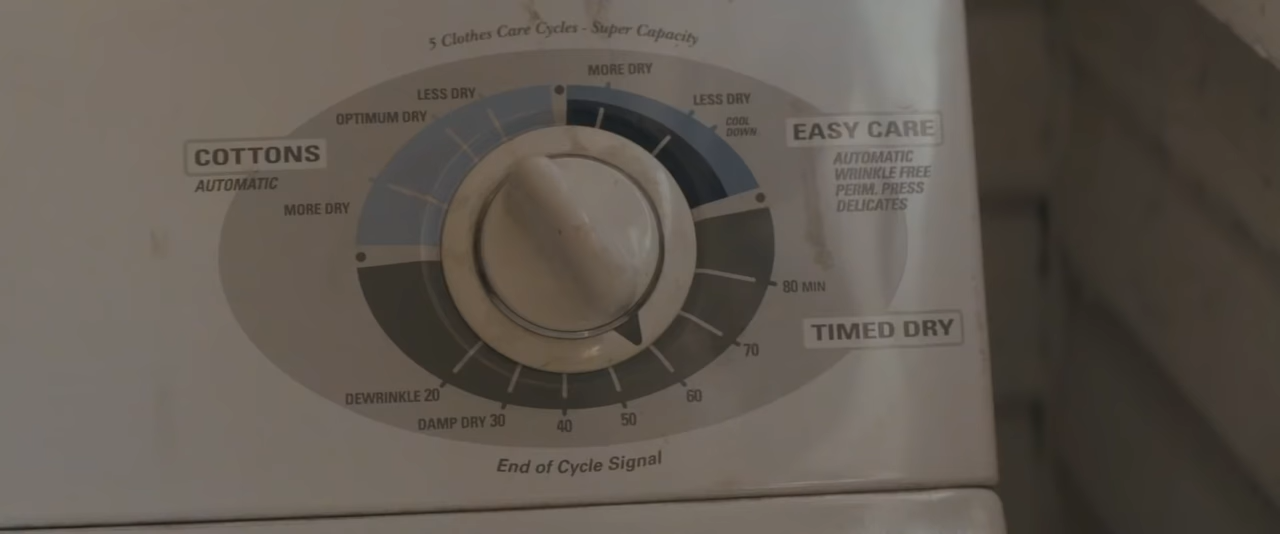 5 Clothes Care Cycles - Super Capacity
MORE DRY
LESS DRY
LESS DRY
OPTIMUM DRY
COOL
DOWN
EASY CARE
COTTONS
AUTOMATIC
AUTOMATIC
WRINKLE FREE
PERM. PRESS
DELICATES
MORE DRY
80 MIN
TIMED DRY
70
60
DEWRINKLE 20
DAMP DRY 30
40
50
End of Cycle Signal